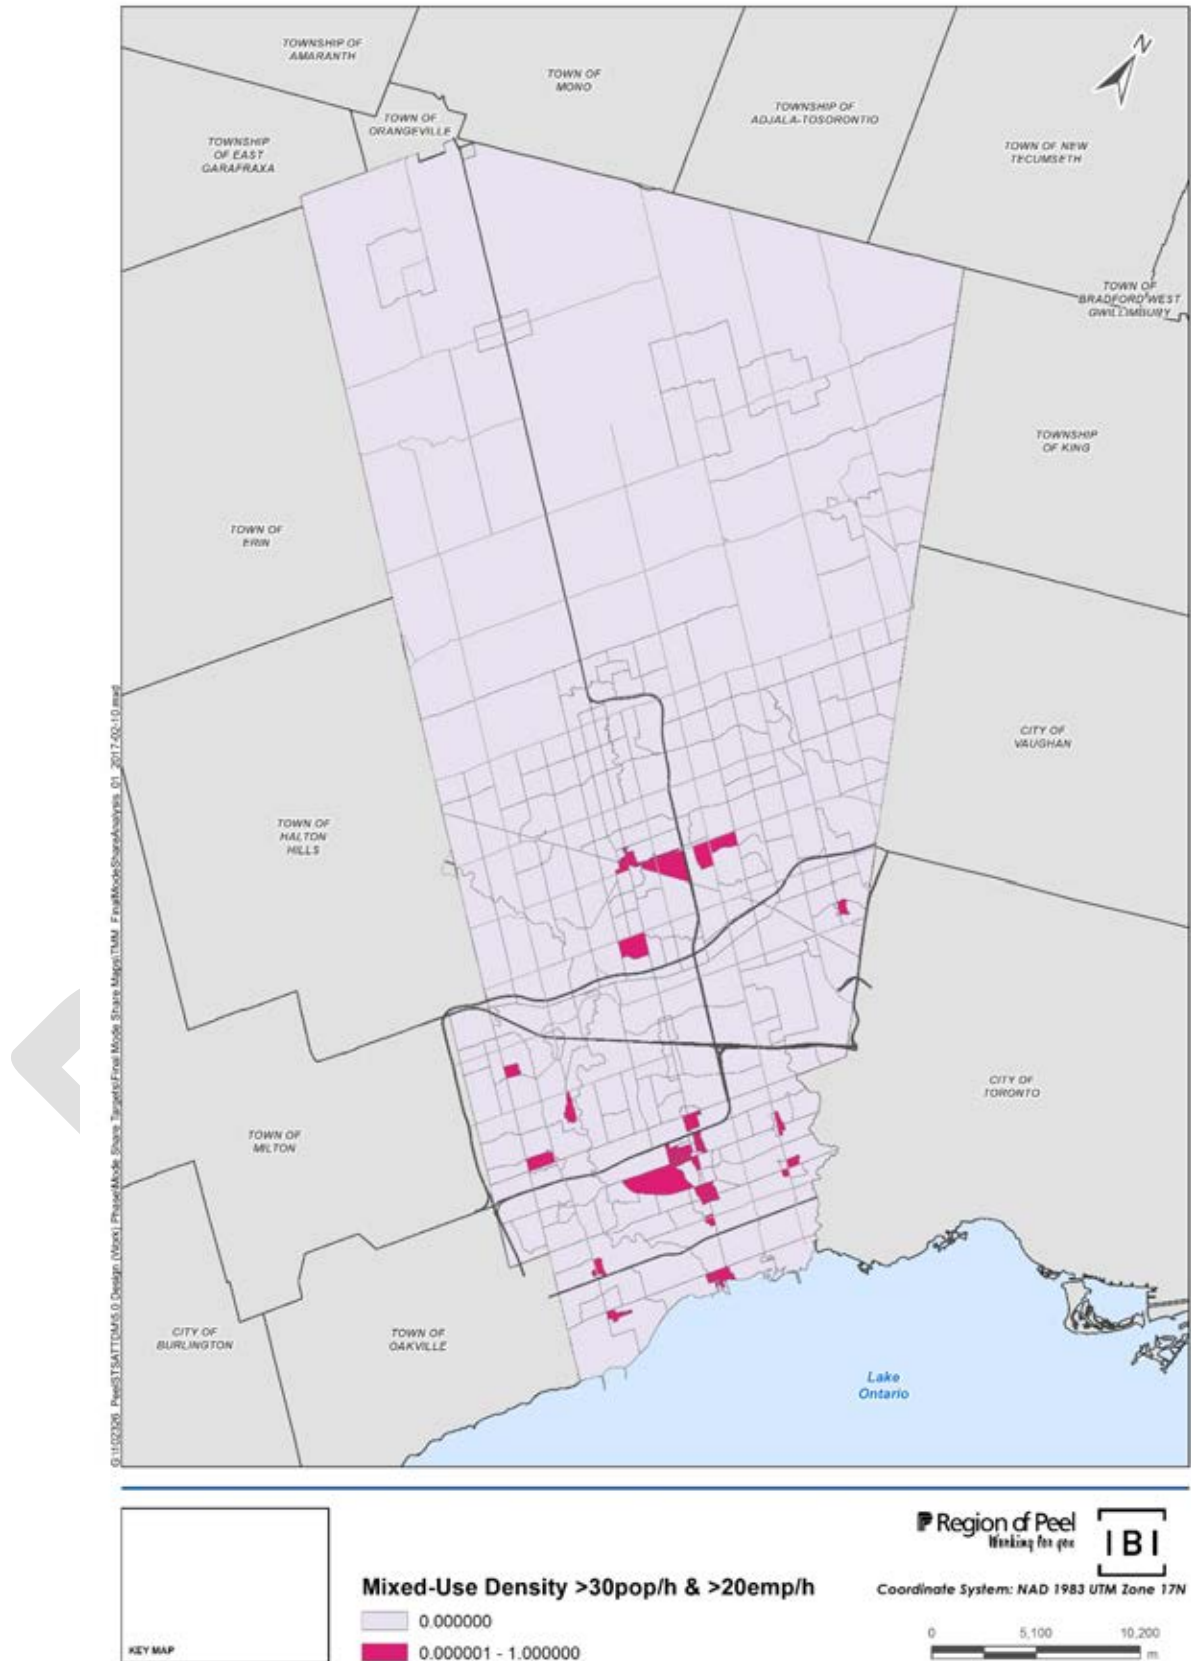 N
TOWNSHIP OF
AMARANTH
TOWN OF
MONO
TOWN OF
ORANGEVILLE
TOWNSHIP OF
ADJALA-TOSORONTIO
TOWNSHIP
OF EAST
GARAFRAXA
TOWN OF NEW
TECUMSETH
TOWN OF
BRADFORD WEST
GWILLIMBURY
TOWNSHIP
OF KING
TOWN OF
ERIN
CITY OF
VAUGHAN
TOWN OF
HALTON
HILLS
CITY OF
TORONTO
TOWN OF
MILTON
CITY OF
BURLINGTON
TOWN OF
OAKVILLE
Lake
Ontario
KEY MAP
Mixed-Use Density >30pop/h & >20emp/h
0.000000
0.000001 - 1.000000
Region of Peel
Working for you
IBI
Coordinate System: NAD 1983 UTM Zone 17N
0 5,100 10,200
m